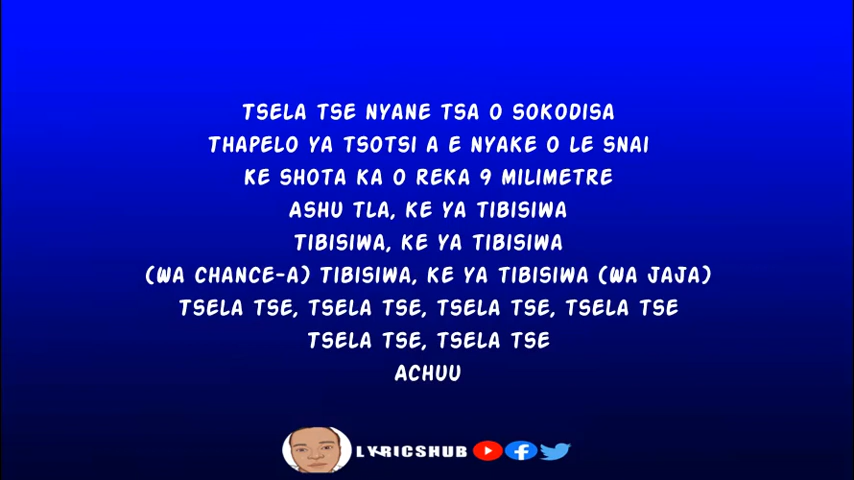 TSELA TSE NYANE TSA O SOKODISA
THAPELO YA TSOTSI A E NYAKE O LE SNAI
KE SHOTA KA O REKA 9 MILIMETRE
ASHU TLA, KE YA TIBISIWA
TIBISIWA, KE YA TIBISIWA
(WA CHANCE-A) TIBISIWA, KE YA TIBISIWA (WA JAJA)
TSELA TSE, TSELA TSE, TSELA TSE, TSELA TSE
TSELA TSE, TSELA TSE
ACHUU
LYRICSHUB